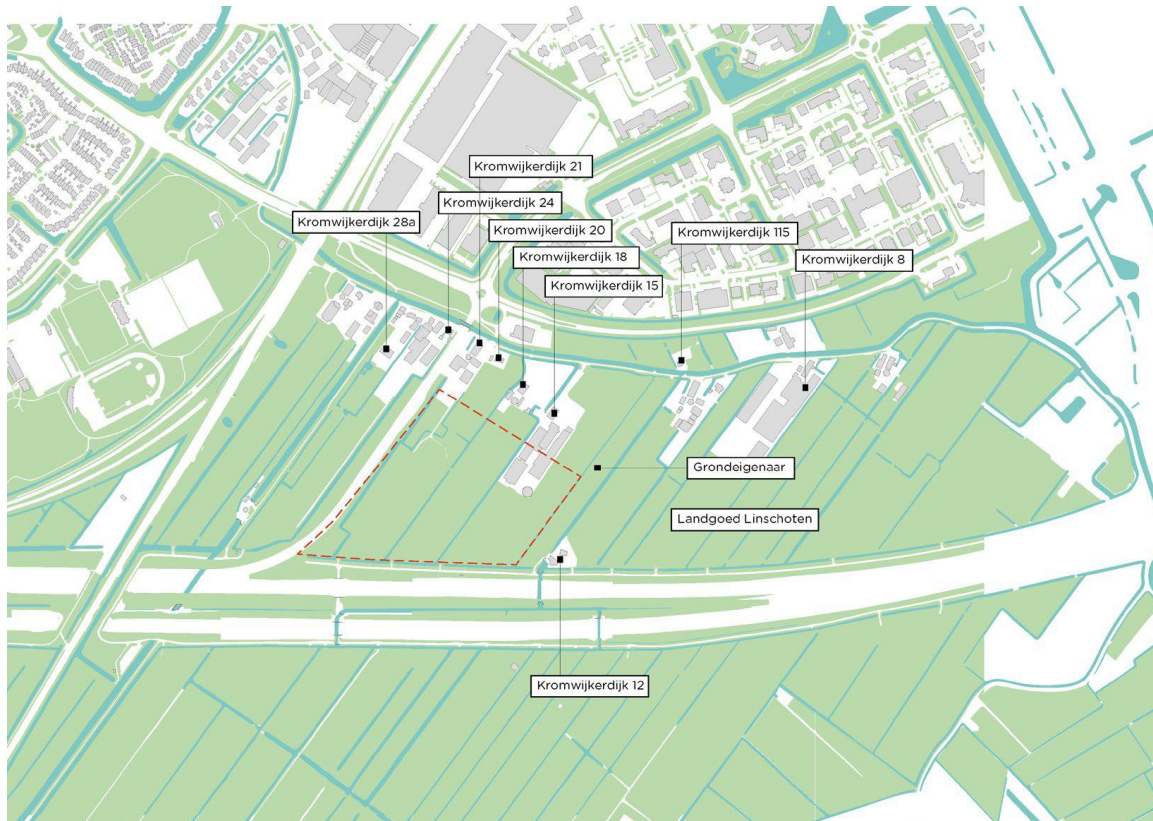 Kromwijkerdijk 21
Kromwijkerdijk 24
Kromwijkerdijk 28a
Kromwijkerdijk 20
Kromwijkerdijk 115
Kromwijkerdijk 18
Kromwijkerdijk 8
Kromwijkerdijk 15
Grondeigenaar
Landgoed Linschoten
Kromwijkerdijk 12